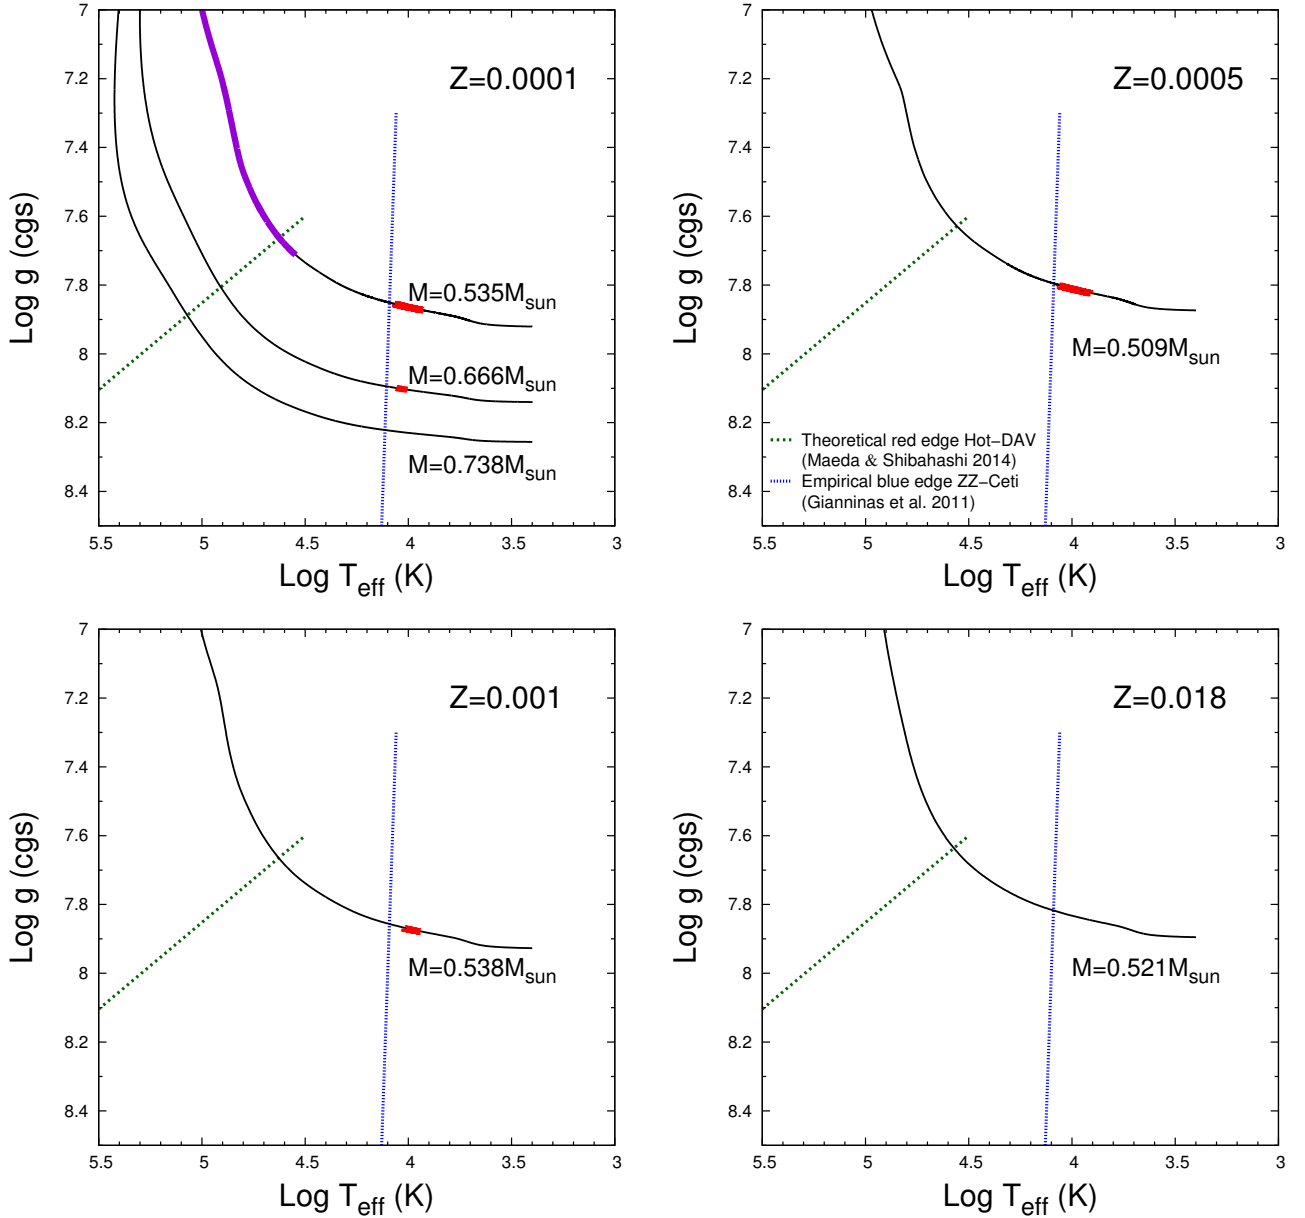 7
7.2
7.4
7.6
7.8
8
8.2
8.4
5.5 5 4.5 4 3.5 3
Log g (cgs)
Log Teff (K)
Z=0.0001
M=0.535Msun
M=0.666Msun
M=0.738Msun
7
7.2
7.4
7.6
7.8
8
8.2
8.4
5.5 5 4.5 4 3.5 3
Log g (cgs)
Log Teff (K)
Z=0.0005
M=0.509Msun
Theoretical red edge Hot−DAV
(Maeda & Shibahashi 2014)
Empirical blue edge ZZ−Ceti
(Gianninas et al. 2011)
7
7.2
7.4
7.6
7.8
8
8.2
8.4
5.5 5 4.5 4 3.5 3
Log g (cgs)
Log Teff (K)
Z=0.001
M=0.538Msun
7
7.2
7.4
7.6
7.8
8
8.2
8.4
5.5 5 4.5 4 3.5 3
Log g (cgs)
Log Teff (K)
Z=0.018
M=0.521Msun